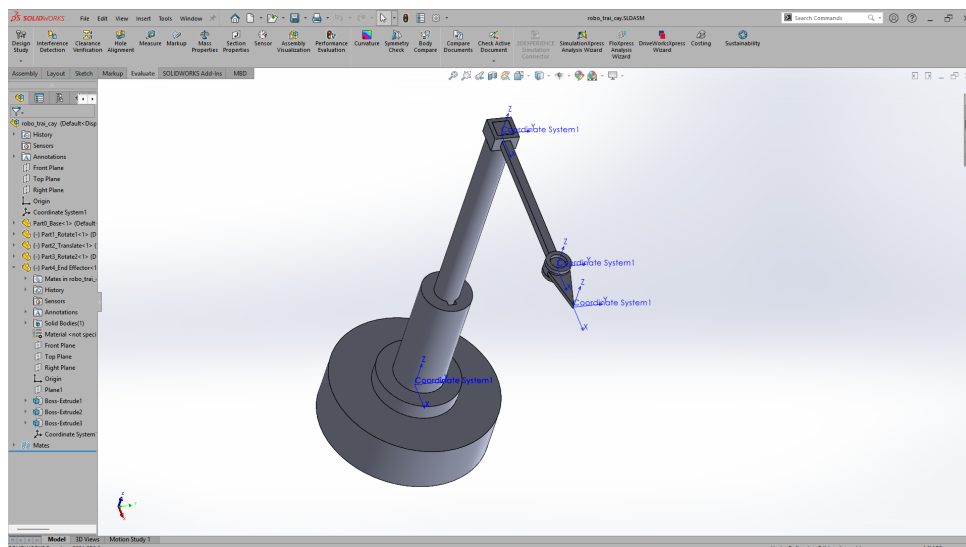 SOLIDWORKS File Edit View Insert Tools Window robo_trai_cay.SLDASM Search Commands
Design Study
Interference Detection
Clearance Verification
Hole Alignment
Measure
Markup
Mass Properties
Section Properties
Sensor
Assembly Visualization
Performance Evaluation
Curvature
Symmetry Check
Body Compare
Compare Documents
Check Active Document
3DEXPERIENCE Simulation Connector
SimulationXpress Analysis Wizard
FloXpress Analysis Wizard
DriveWorksXpress Wizard
Costing
Sustainability
Assembly Layout Sketch Markup Evaluate SOLIDWORKS Add-Ins MBD
robo_trai_cay (Default<Disp
History
Sensors
Annotations
Front Plane
Top Plane
Right Plane
Origin
Coordinate System1
Part0_Base<1> (Default
(-) Part1_Rotate1<1> (D
(-) Part2_Translate<1> (
(-) Part3_Rotate2<1> (D
(-) Part4_End Effector<1
Mates in robo_trai_
History
Sensors
Annotations
Solid Bodies(1)
Material <not speci
Front Plane
Top Plane
Right Plane
Origin
Plane1
Boss-Extrude1
Boss-Extrude2
Boss-Extrude3
Coordinate System
Mates
Z
Coordinate System1
Y
Z
Coordinate System1
Y
X
Z
Coordinate System1
Y
X
Z
Coordinate System1
X
Model 3D Views Motion Study 1